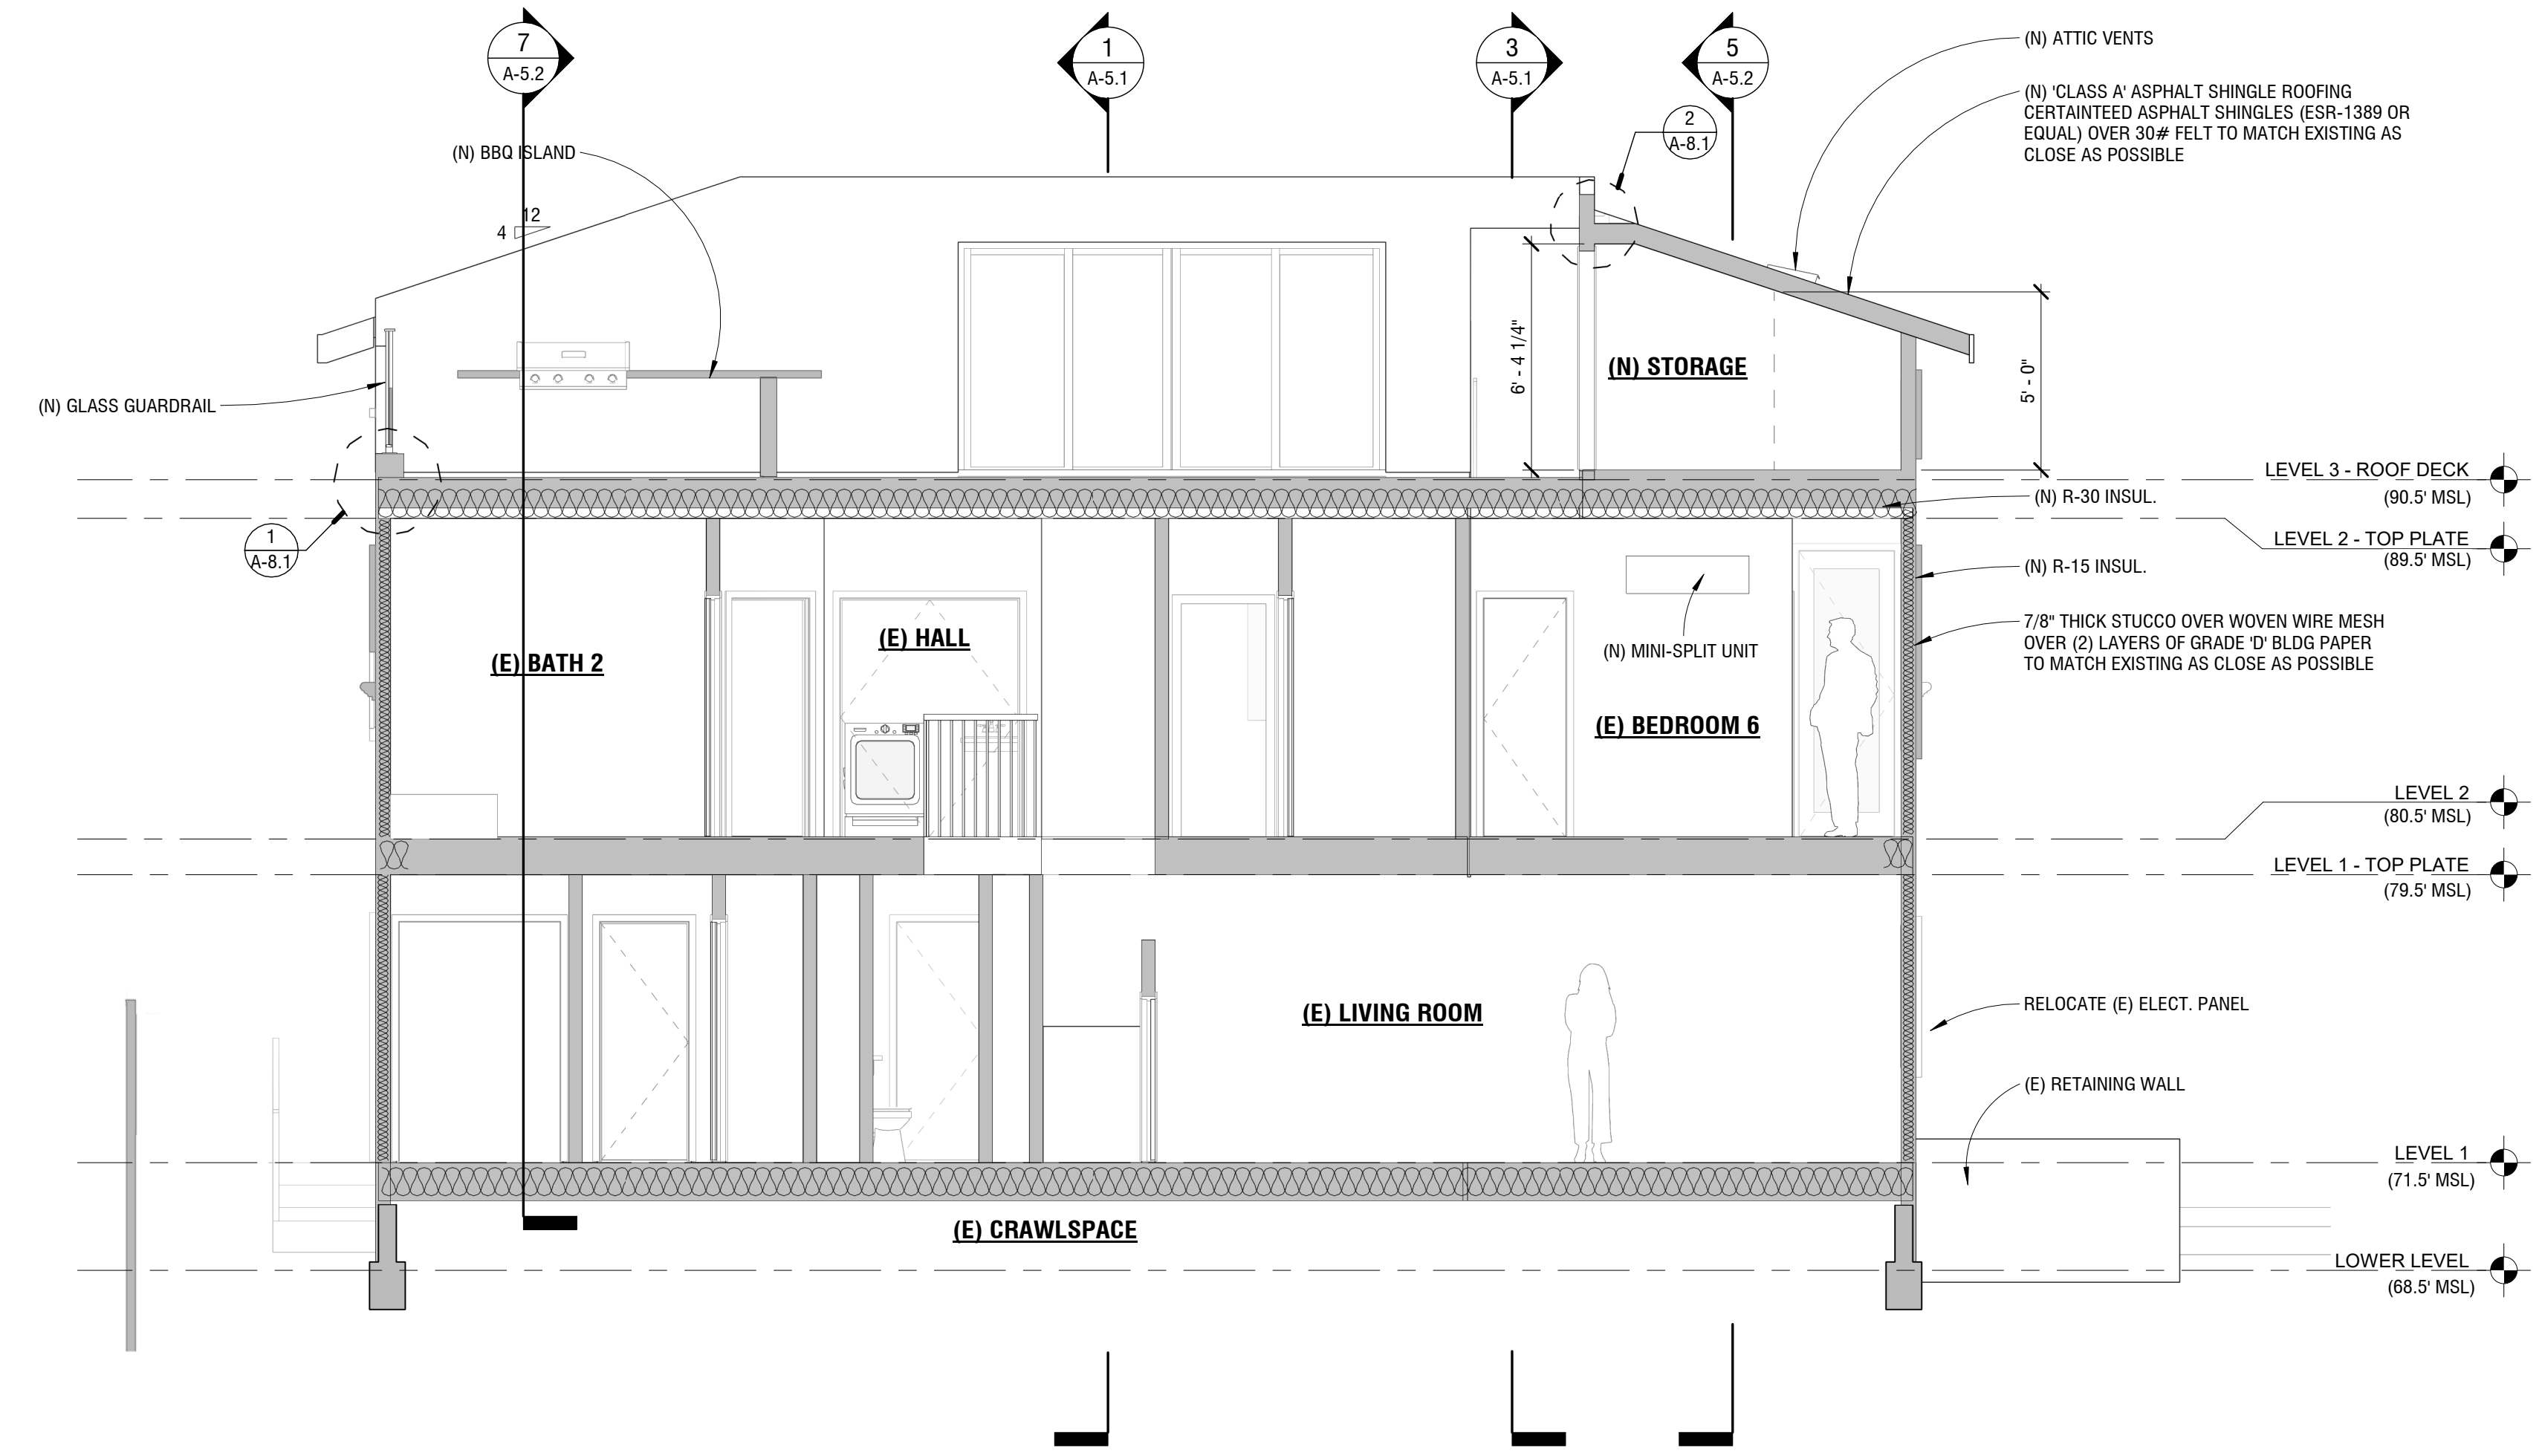 7
A-5.2
1
A-5.1
3
A-5.1
5
A-5.2
2
A-8.1
(N) ATTIC VENTS
(N) 'CLASS A' ASPHALT SHINGLE ROOFING
CERTAINTEED ASPHALT SHINGLES (ESR-1389 OR
EQUAL) OVER 30# FELT TO MATCH EXISTING AS
CLOSE AS POSSIBLE
(N) BBQ ISLAND
12
4
6' - 4 1/4"
(N) STORAGE
5' - 0"
(N) GLASS GUARDRAIL
LEVEL 3 - ROOF DECK
(90.5' MSL)
(N) R-30 INSUL.
1
A-8.1
LEVEL 2 - TOP PLATE
(89.5' MSL)
(N) R-15 INSUL.
7/8" THICK STUCCO OVER WOVEN WIRE MESH
OVER (2) LAYERS OF GRADE 'D' BLDG PAPER
TO MATCH EXISTING AS CLOSE AS POSSIBLE
(E) BATH 2
(E) HALL
(N) MINI-SPLIT UNIT
(E) BEDROOM 6
LEVEL 2
(80.5' MSL)
LEVEL 1 - TOP PLATE
(79.5' MSL)
(E) LIVING ROOM
RELOCATE (E) ELECT. PANEL
(E) RETAINING WALL
LEVEL 1
(71.5' MSL)
(E) CRAWLSPACE
LOWER LEVEL
(68.5' MSL)